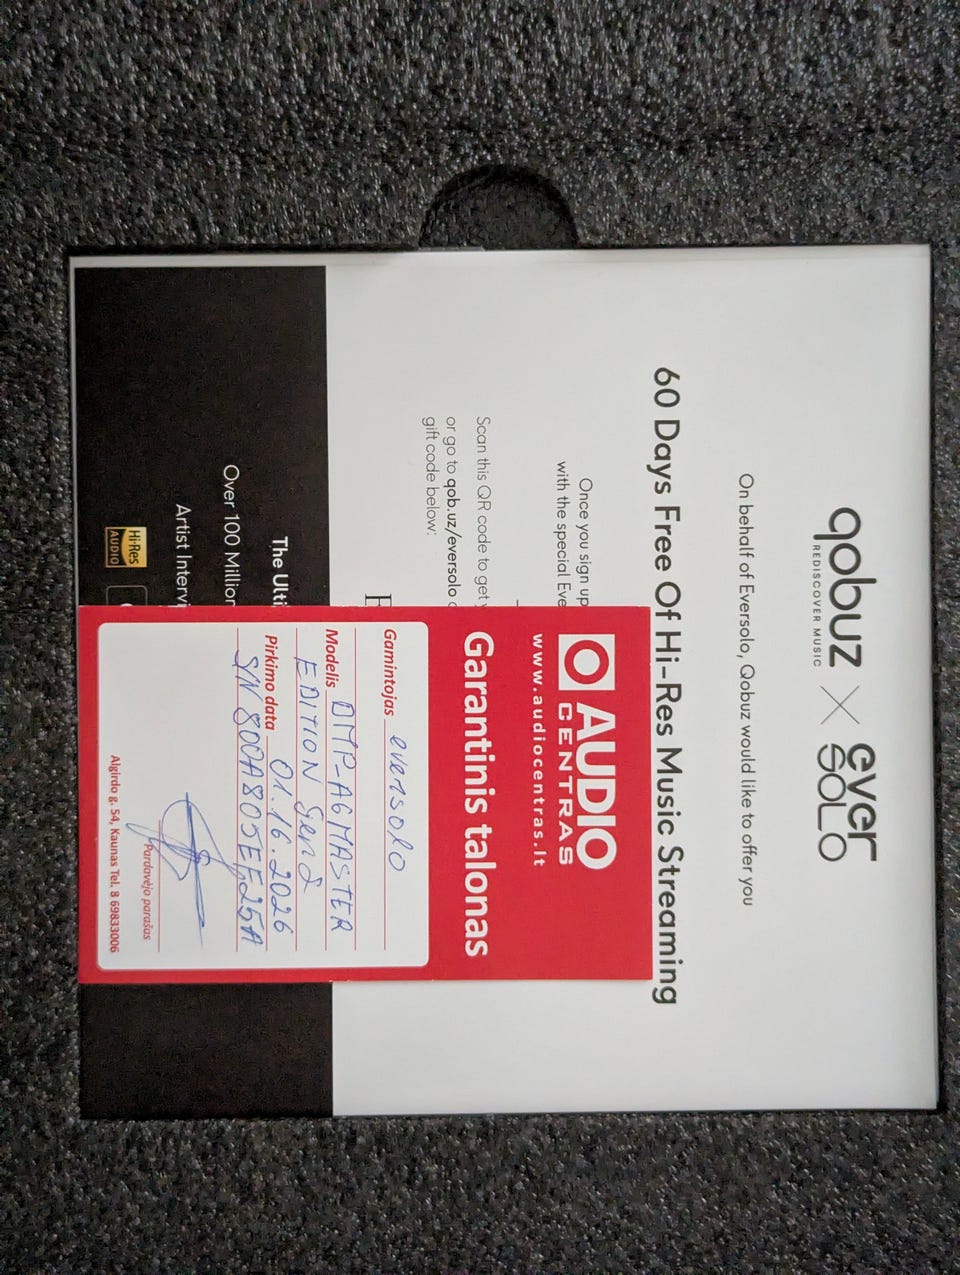 qobuz × ever SOLO
REDISCOVER MUSIC
On behalf of Eversolo, Qobuz would like to offer you
60 Days Free Of Hi-Res Music Streaming
Once you sign up
with the special Eve
Scan this QR code to get
or go to qob.uz/eversolo
gift code below:
The Ulti
Over 100 Million
Artist Intervi
Hi-Res
AUDIO
AUDIO
CENTRAS
www.audiocentras.lt
Garantinis talonas
Gamintojas eversolo
Modelis DMP-A6 MASTER
EDITION Gen2
Pirkimo data 01.16.2026
S/N 800A805EE25A
Pardavėjo parašas
Algirdo g. 54, Kaunas Tel. 8 69833006